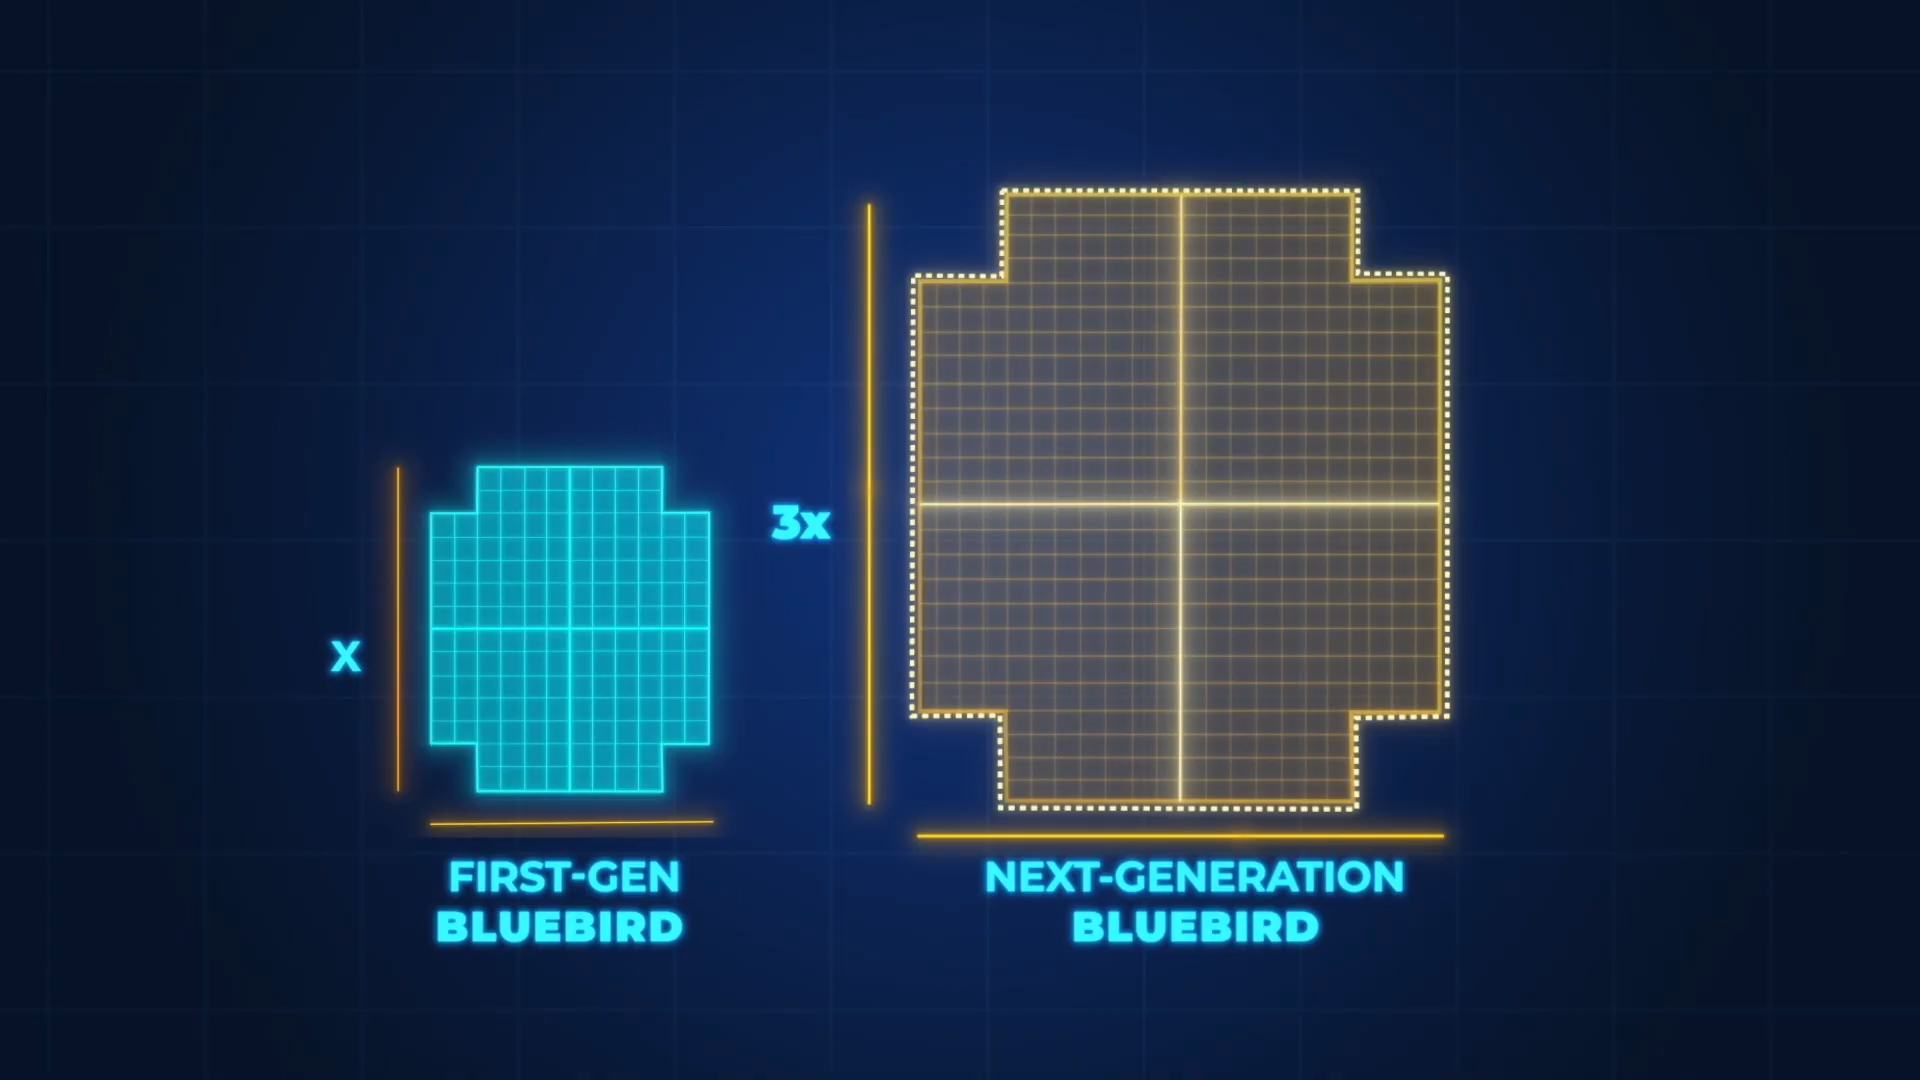 X
3x
FIRST-GEN
BLUEBIRD
NEXT-GENERATION
BLUEBIRD